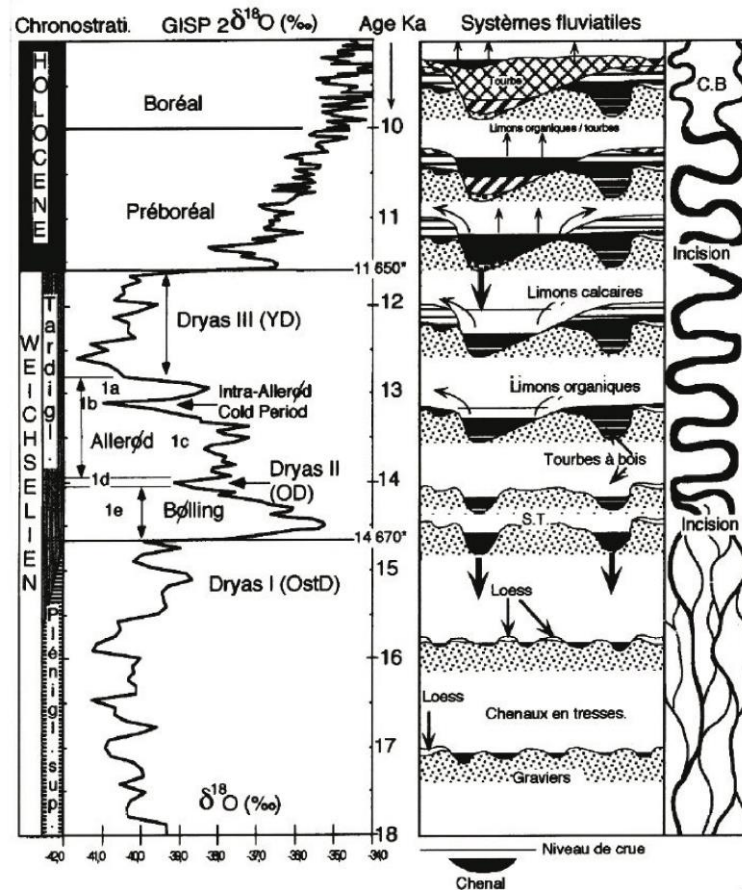 Chronostrati. GISP 2 δ¹⁸O (‰) Age Ka Systèmes fluviatiles
HOLOCENE
WEICHSELIEN
Tardigl.
Plénigl. sup.
Boréal
10
Préboréal
11
11 650*
12
Dryas III (YD)
1a
13
1b
Intra-Allerød
Cold Period
Allerød
1c
Dryas II
(OD)
1d
14
1e
Bølling
14 670*
15
Dryas I (OstD)
16
17
δ¹⁸O (‰)
18
-42,0 -41,0 -40,0 -39,0 -38,0 -37,0 -36,0 -35,0 -34,0
Tourbe
C.B
Limons organiques / tourbes
Incision
Limons calcaires
Limons organiques
Tourbes à bois
S.T
Incision
Loess
Loess
Chenaux en tresses.
Graviers
Niveau de crue
Chenal